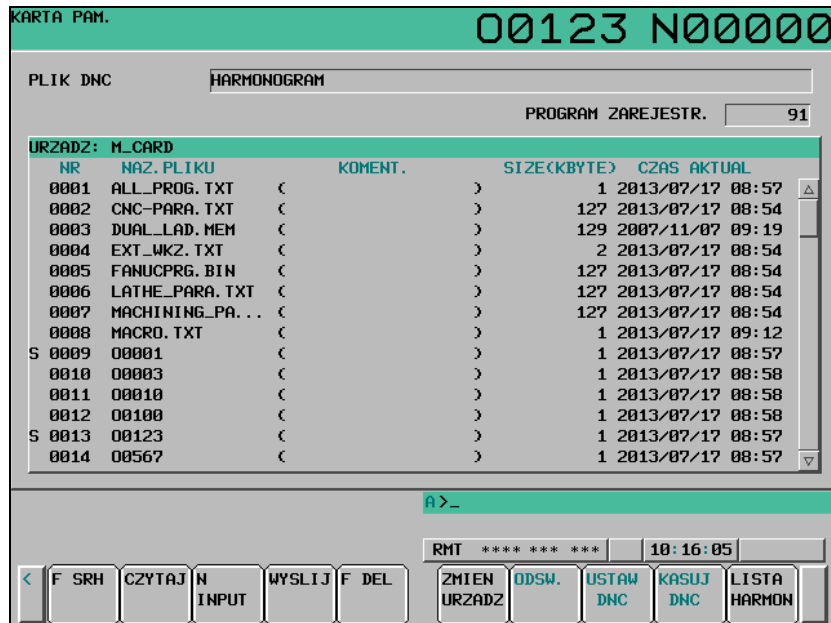 KARTA PAM. O0123 N00000
PLIK DNC HARMONOGRAM
PROGRAM ZAREJESTR. 91
URZADZ: M_CARD
NR NAZ.PLIKU KOMENT. SIZE(KBYTE) CZAS AKTUAL
0001 ALL_PROG.TXT ( ) 1 2013/07/17 08:57
0002 CNC-PARA.TXT ( ) 127 2013/07/17 08:54
0003 DUAL_LAD.MEM ( ) 129 2007/11/07 09:19
0004 EXT_WKZ.TXT ( ) 2 2013/07/17 08:54
0005 FANUCPRG.BIN ( ) 127 2013/07/17 08:54
0006 LATHE_PARA.TXT ( ) 127 2013/07/17 08:54
0007 MACHINING_PA... ( ) 127 2013/07/17 08:54
0008 MACRO.TXT ( ) 1 2013/07/17 09:12
S 0009 O0001 ( ) 1 2013/07/17 08:57
0010 O0003 ( ) 1 2013/07/17 08:58
0011 O0010 ( ) 1 2013/07/17 08:58
0012 O0100 ( ) 1 2013/07/17 08:58
S 0013 O0123 ( ) 1 2013/07/17 08:57
0014 O0567 ( ) 1 2013/07/17 08:57
A>_
RMT **** *** *** 10:16:05
< F SRH CZYTAJ N INPUT WYSLIJ F DEL ZMIEN URZADZ ODSW. USTAW DNC KASUJ DNC LISTA HARMON